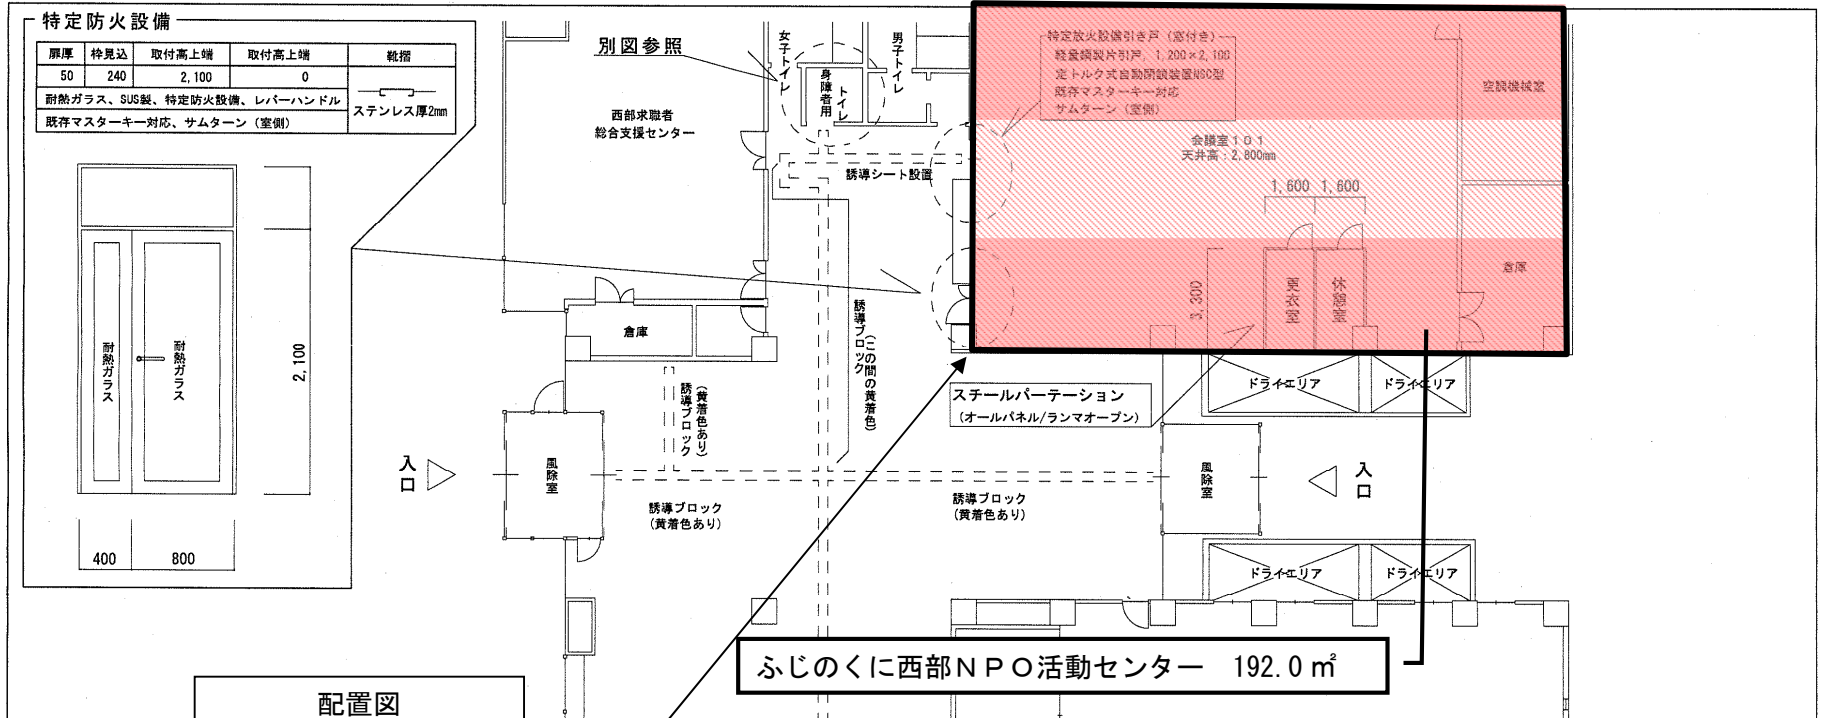 特定防火設備
扉厚 枠見込 取付高上端 取付高上端 靴摺
50 240 2,100 0
耐熱ガラス、SUS製、特定防火設備、レバーハンドル
既存マスターキー対応、サムターン（室側）
ステンレス厚2mm
耐熱ガラス
耐熱ガラス
2,100
400 800
別図参照
西部求職者
総合支援センター
女子トイレ
身障者用
トイレ
男子トイレ
誘導シート設置
特定放火設備引き戸（窓付き）
軽量鋼製片引戸, 1,200×2,100
定トルク式自動閉鎖装置NSC型
既存マスターキー対応
サムターン（室側）
空調機械室
会議室１０１
天井高：2,800mm
1,600 1,600
3,300
更衣室
休憩室
倉庫
倉庫
誘導ブロック
（この間の黄着色）
誘導ブロック
（黄着色あり）
スチールパーテーション
（オールパネル/ランマオープン）
ドライエリア
ドライエリア
入口
風除室
風除室
入口
誘導ブロック
（黄着色あり）
誘導ブロック
（黄着色あり）
ドライエリア
ドライエリア
ふじのくに西部ＮＰＯ活動センター　192.0㎡
配置図